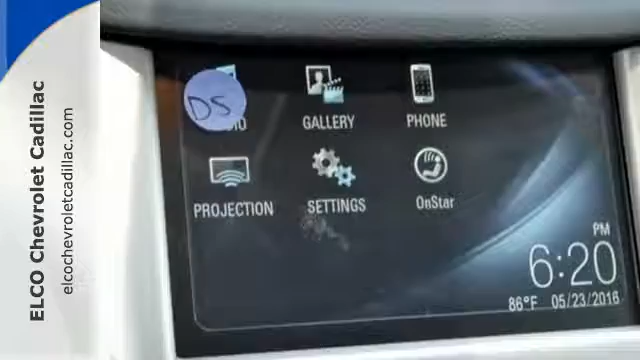 ELCO Chevrolet Cadillac
elcochevroletcadillac.com
DS
GALLERY
PHONE
PROJECTION
SETTINGS
OnStar
PM
6:20
86°F 05/23/2016